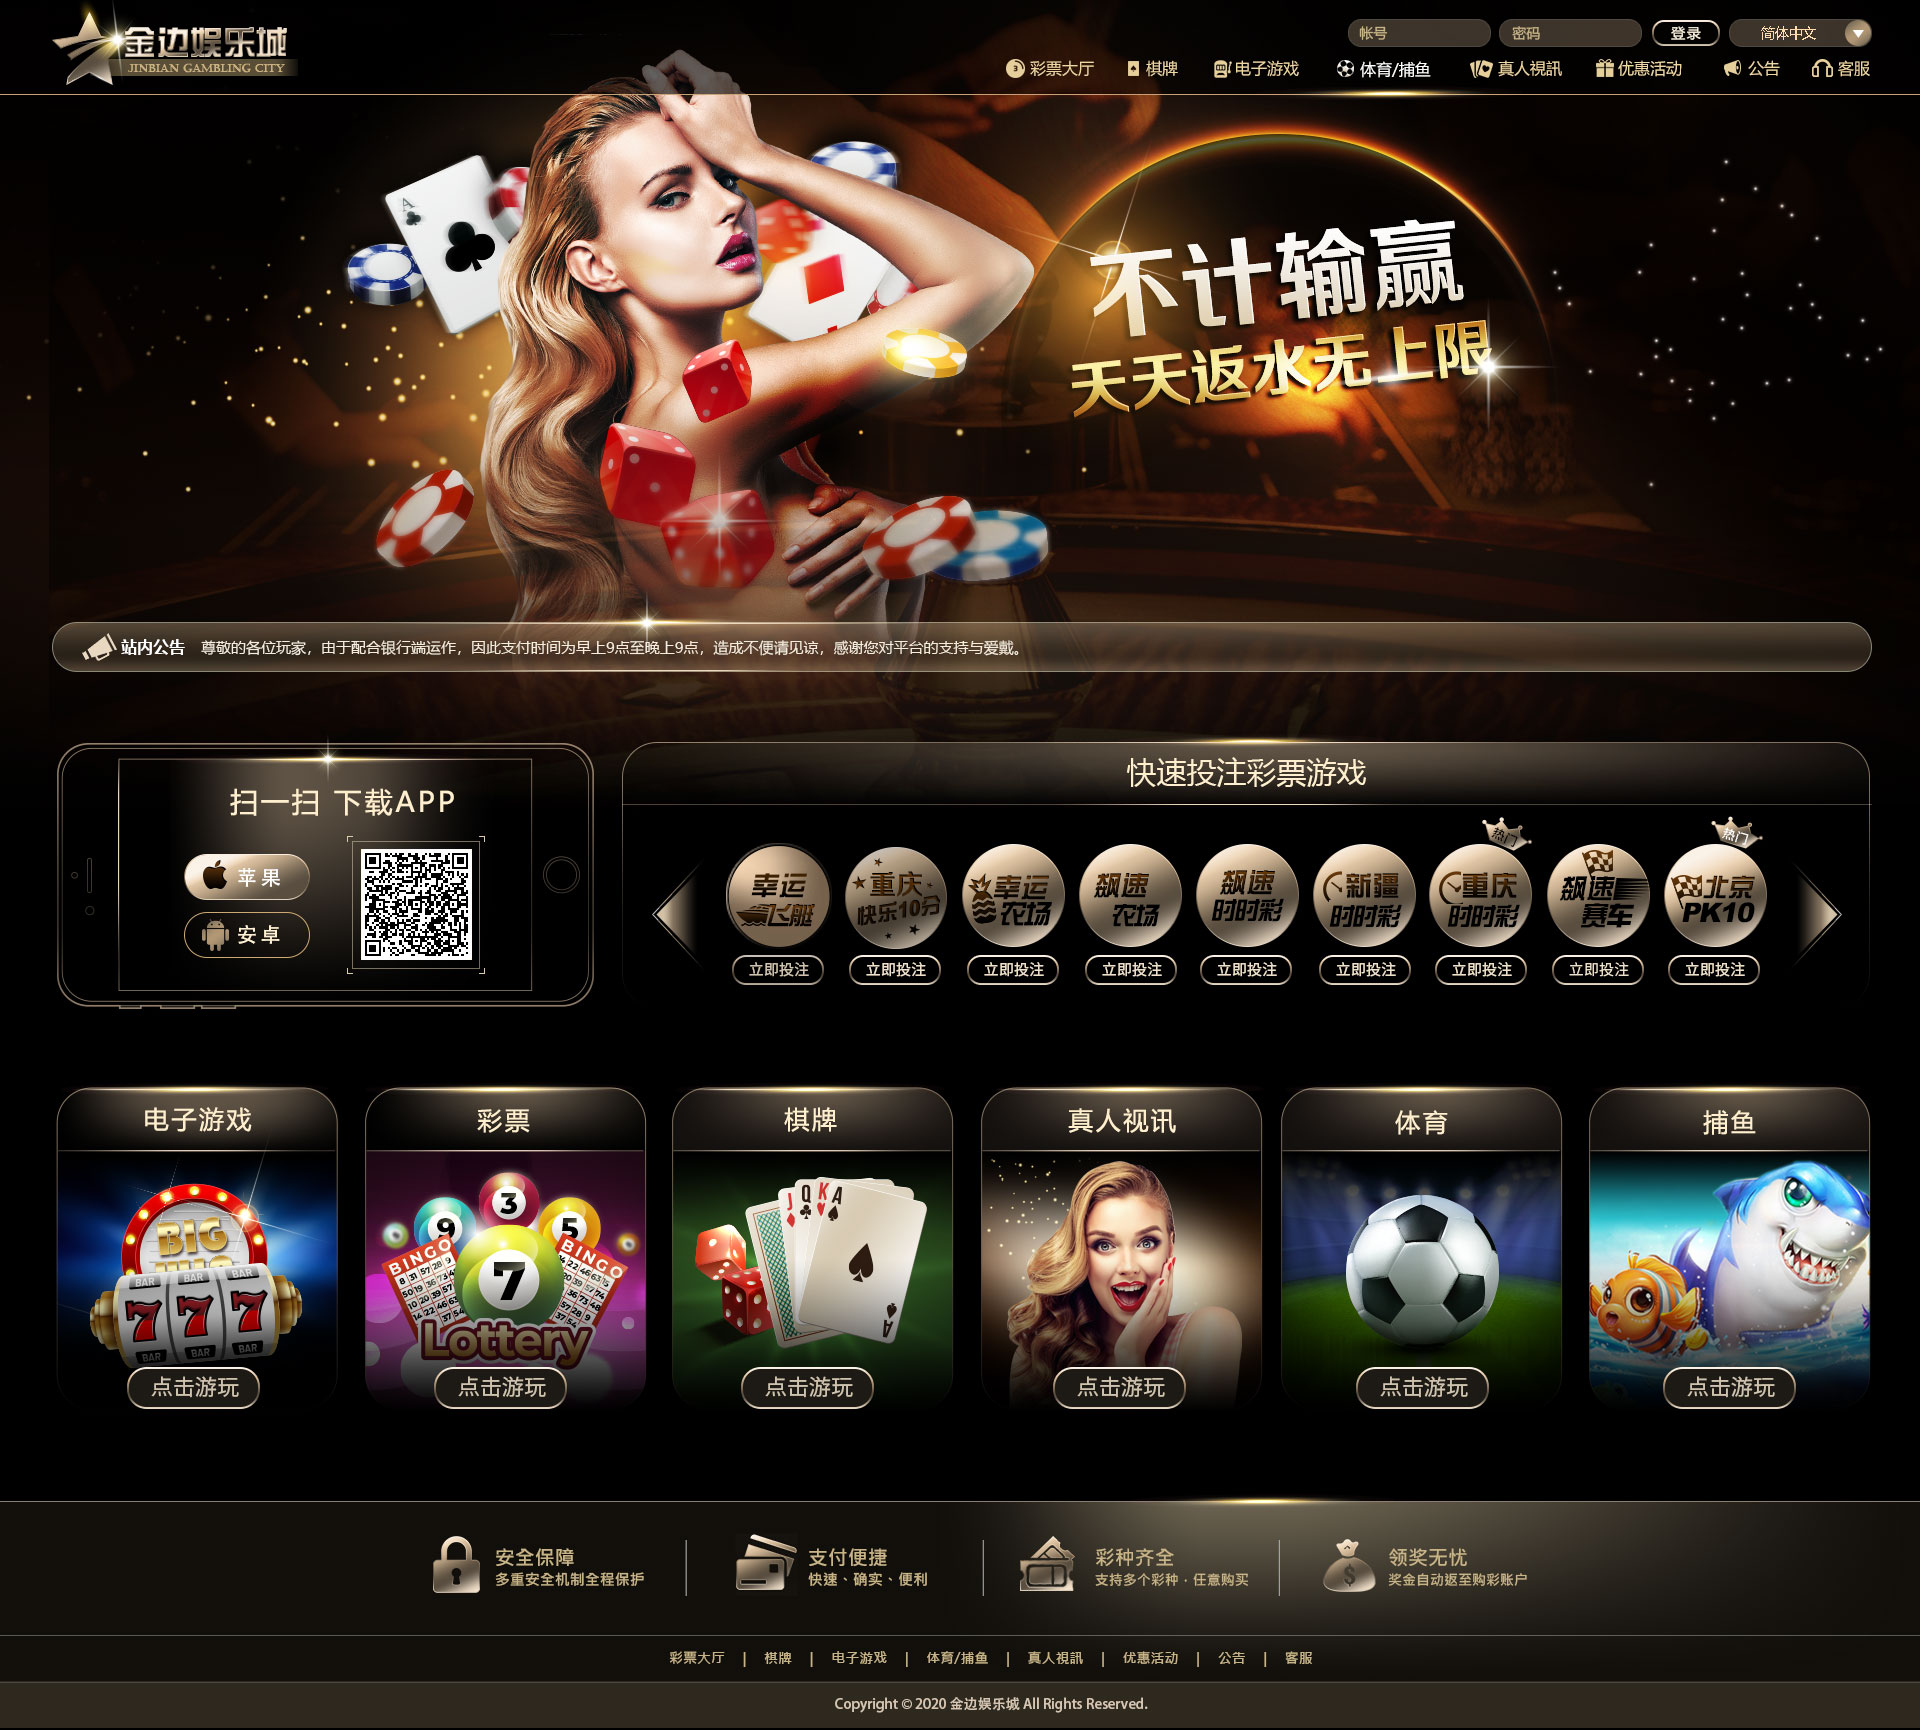 金边娱乐城
JINBIAN GAMBLING CITY
帐号
密码
登录
简体中文
彩票大厅
棋牌
电子游戏
体育/捕鱼
真人視訊
优惠活动
公告
客服
不计输赢
天天返水无上限
站内公告 尊敬的各位玩家，由于配合银行端运作，因此支付时间为早上9点至晚上9点，造成不便请见谅，感谢您对平台的支持与爱戴。
扫一扫 下载APP
苹果
安卓
快速投注彩票游戏
热门
热门
幸运
飞艇
重庆
快乐10分
幸运
农场
飙速
农场
飙速
时时彩
新疆
时时彩
重庆
时时彩
飙速
赛车
北京
PK10
立即投注
立即投注
立即投注
立即投注
立即投注
立即投注
立即投注
立即投注
立即投注
电子游戏
彩票
棋牌
真人视讯
体育
捕鱼
BIG
BAR BAR BAR
7 7 7
BAR BAR BAR
3
9
5
BINGO
BINGO
7
Lottery
J Q K A
A
点击游玩
点击游玩
点击游玩
点击游玩
点击游玩
点击游玩
安全保障
多重安全机制全程保护
支付便捷
快速、确实、便利
彩种齐全
支持多个彩种·任意购买
领奖无忧
奖金自动返至购彩账户
彩票大厅 | 棋牌 | 电子游戏 | 体育/捕鱼 | 真人視訊 | 优惠活动 | 公告 | 客服
Copyright © 2020 金边娱乐城 All Rights Reserved.